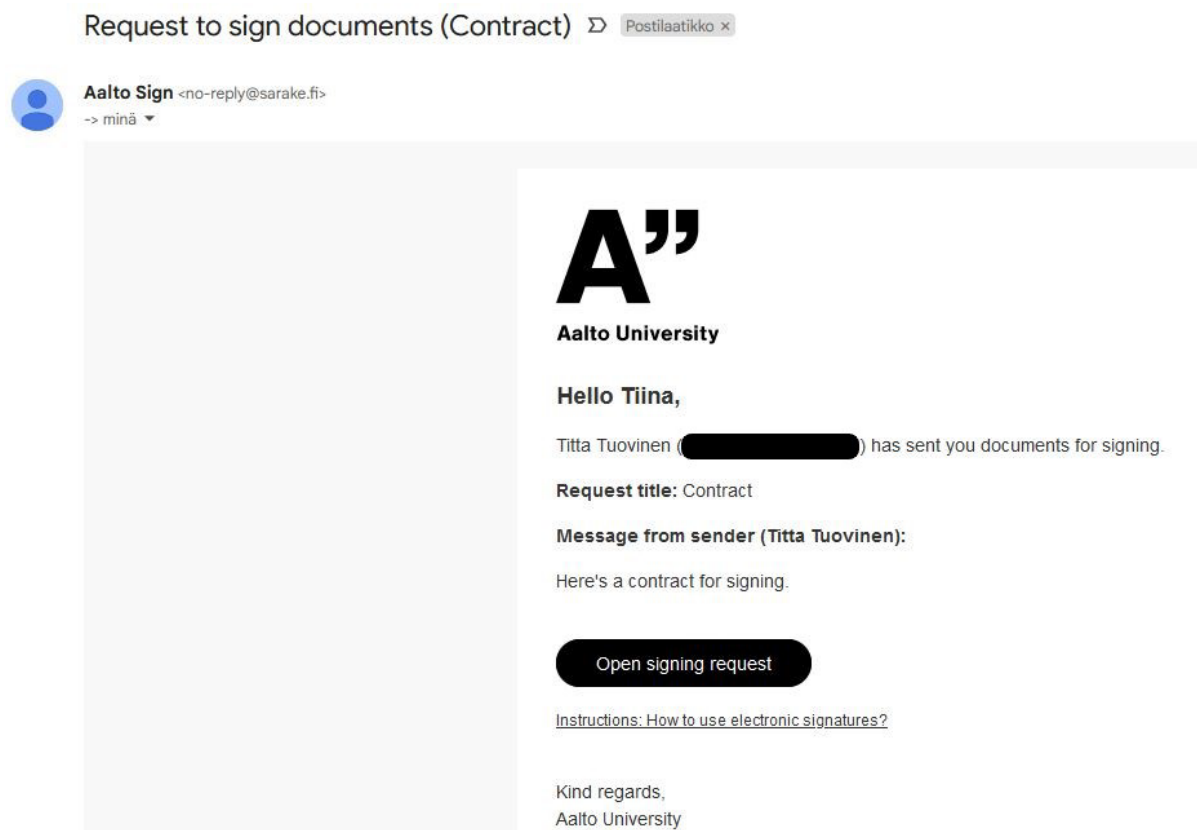 Request to sign documents (Contract) Postilaatikko ×
Aalto Sign <no-reply@sarake.fi>
-> minä
A”
Aalto University
Hello Tiina,
Titta Tuovinen () has sent you documents for signing.
Request title: Contract
Message from sender (Titta Tuovinen):
Here's a contract for signing.
Open signing request
Instructions: How to use electronic signatures?
Kind regards,
Aalto University